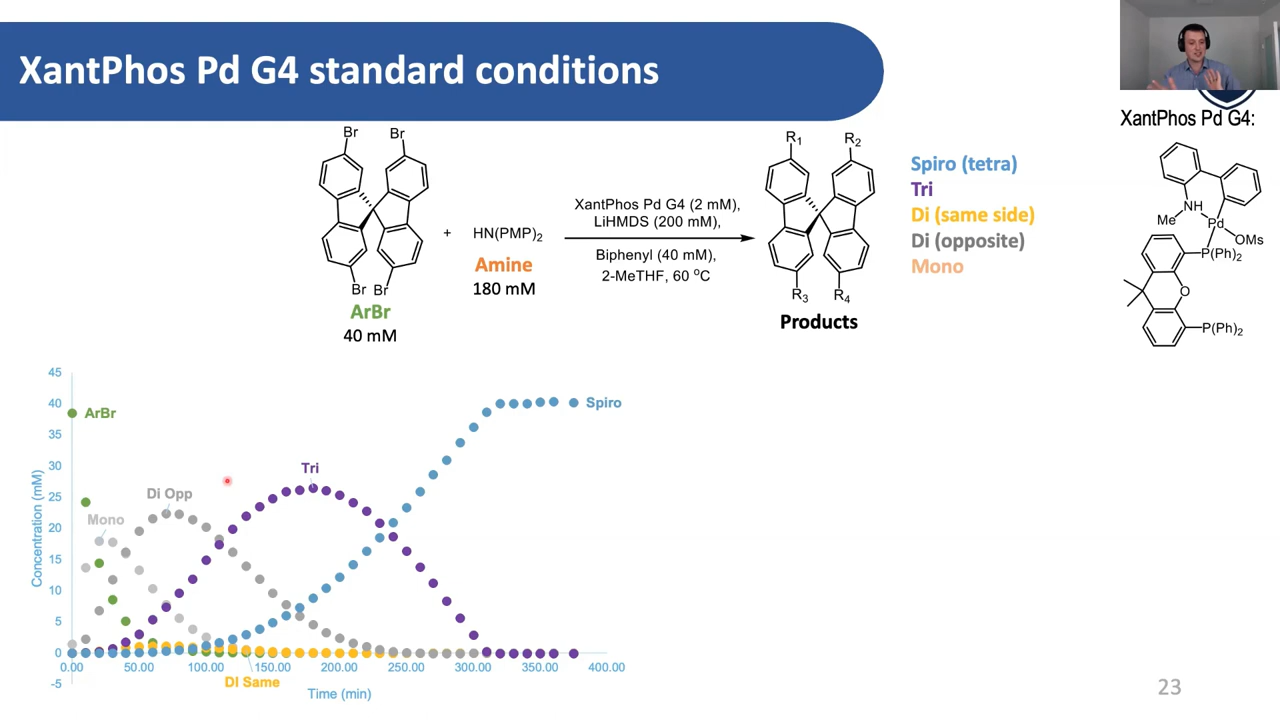 XantPhos Pd G4 standard conditions
XantPhos Pd G4:
Br Br
Br Br
ArBr
40 mM
+
HN(PMP)2
Amine
180 mM
XantPhos Pd G4 (2 mM),
LiHMDS (200 mM),
Biphenyl (40 mM),
2-MeTHF, 60 °C
R1 R2
R3 R4
Products
Spiro (tetra)
Tri
Di (same side)
Di (opposite)
Mono
NH
Me
Pd
OMs
P(Ph)2
O
P(Ph)2
Concentration (mM)
45
40
35
30
25
20
15
10
5
0
-5
ArBr
Mono
Di Opp
Tri
Spiro
0.00 50.00 100.00 150.00 200.00 250.00 300.00 350.00 400.00
DI Same
Time (min)
23